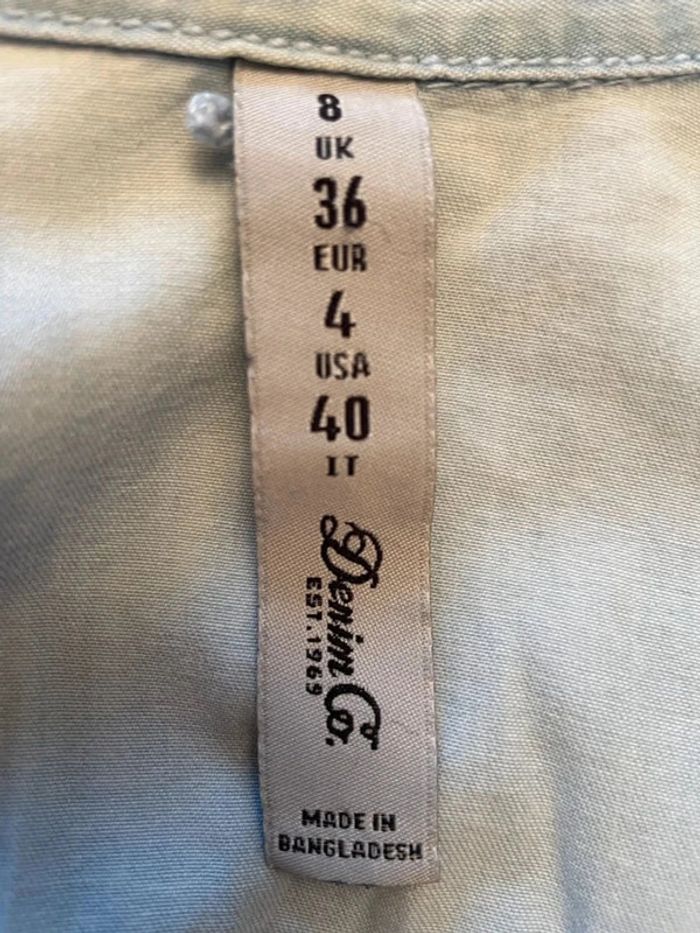 8
UK
36
EUR
4
USA
40
IT
Denim Co.
EST.1969
MADE IN
BANGLADESH